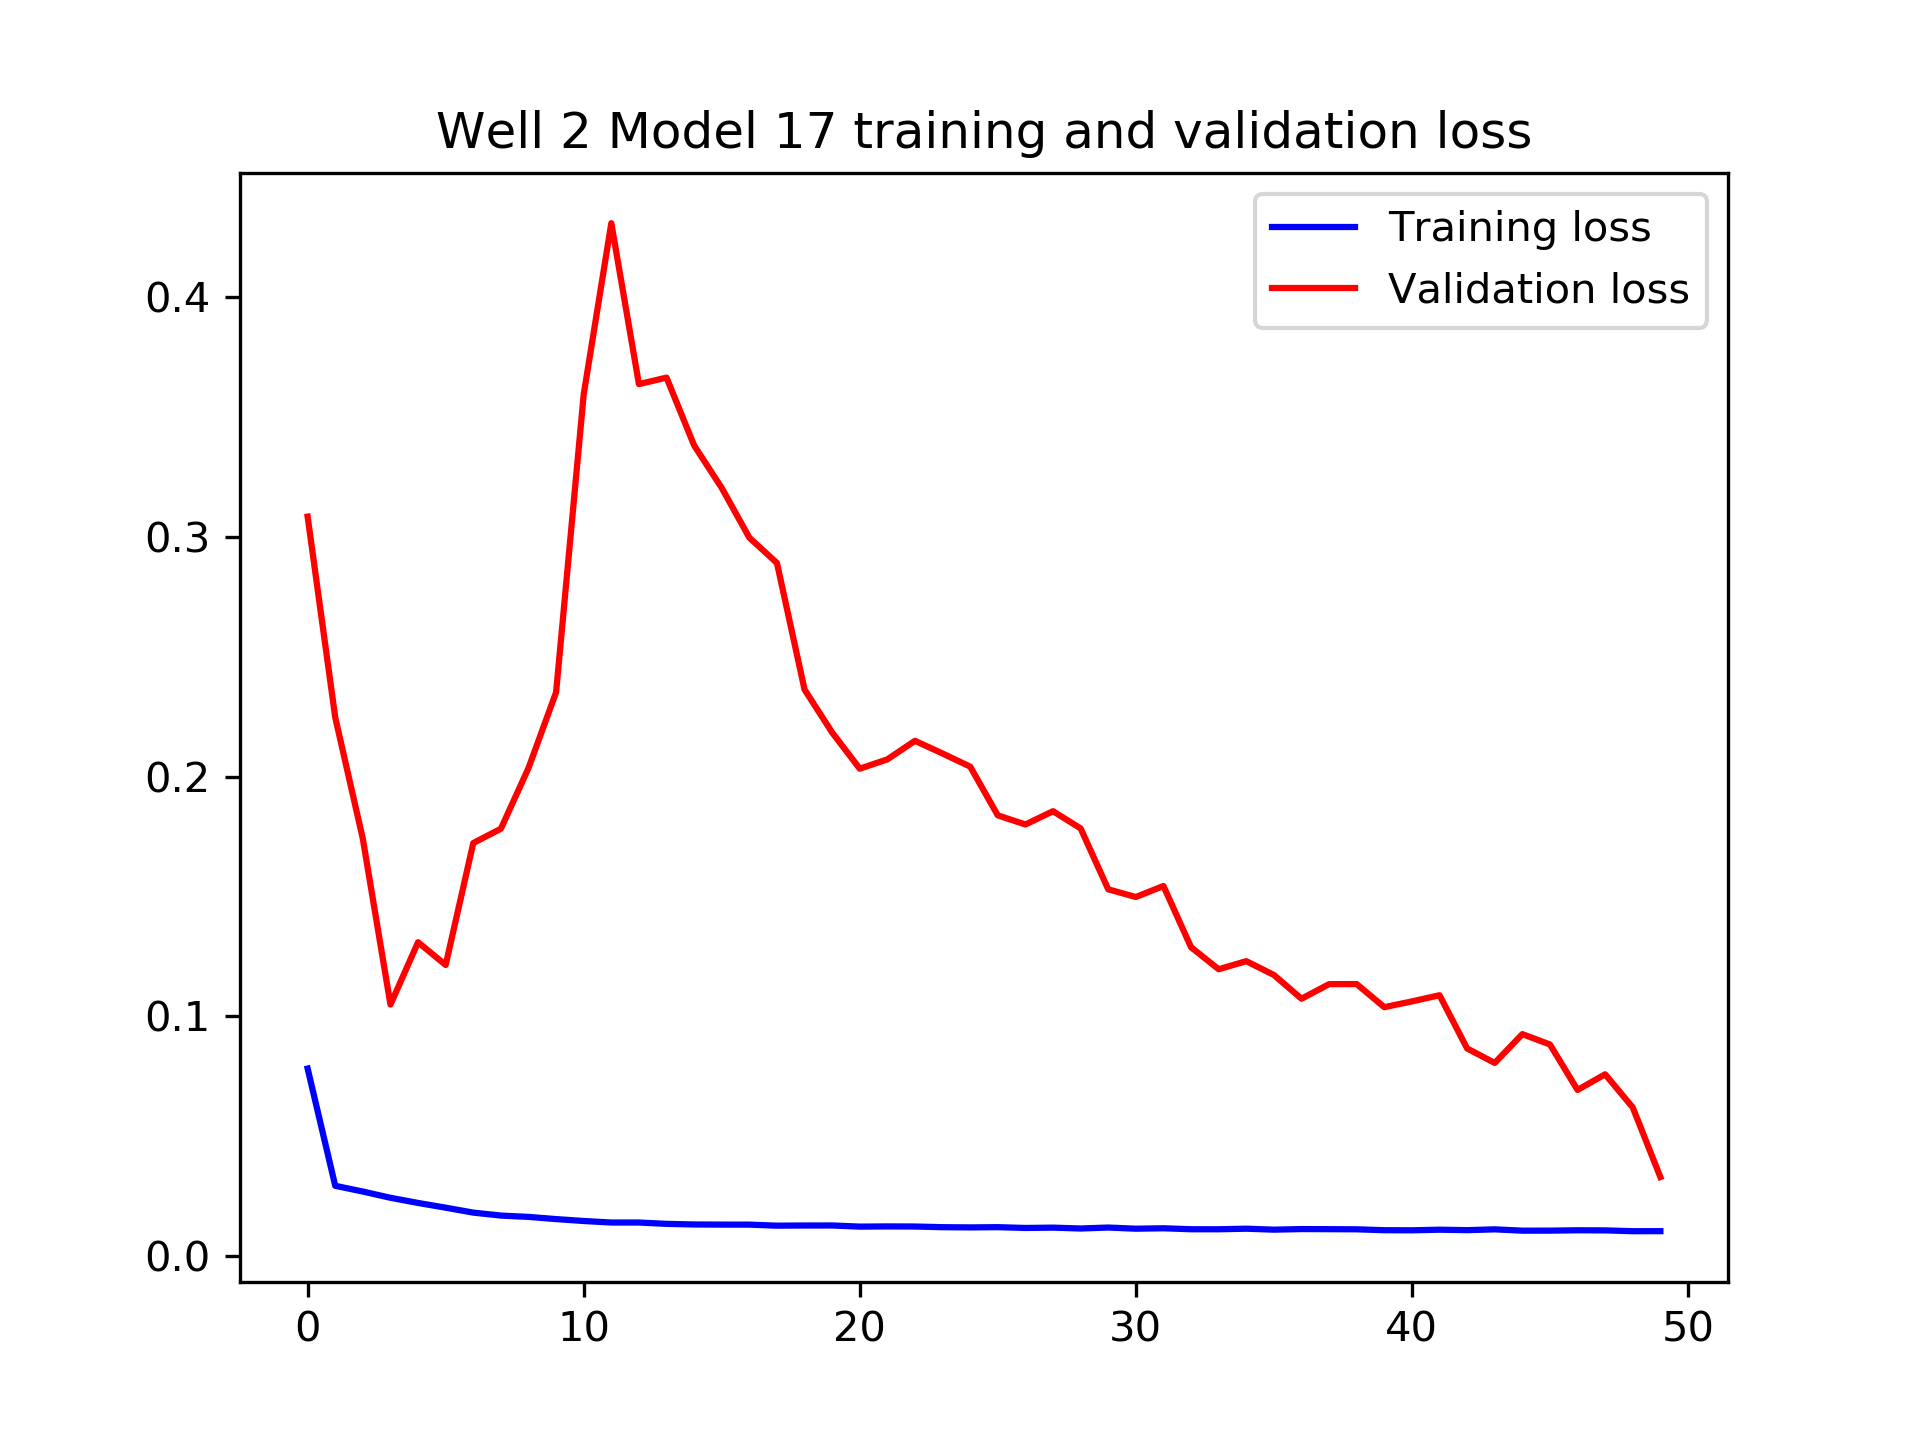 Well 2 Model 17 training and validation loss
Training loss
Validation loss
0.4
0.3
0.2
0.1
0.0
0 10 20 30 40 50